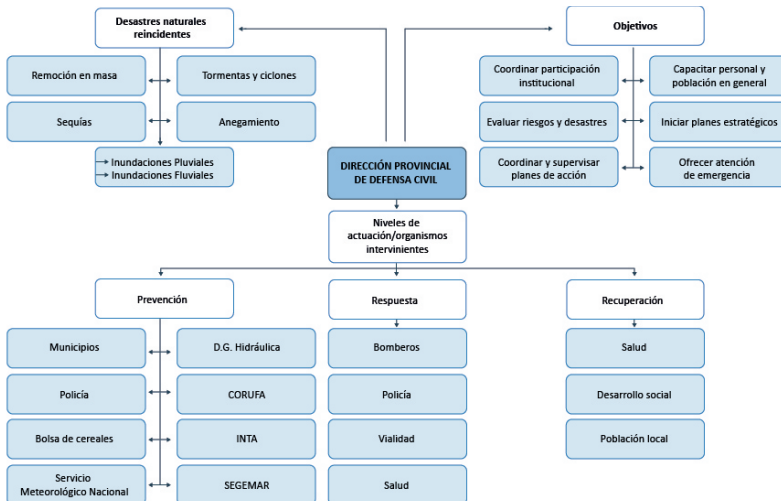 Desastres naturales
reíncidentes
Objetivos
Remoción en masa
Tormentas y ciclones
Sequías
Anegamiento
Inundaciones Pluviales
Inundaciones Fluviales
Coordinar participación
institucional
Capacitar personal y
población en general
Evaluar riesgos y desastres
Iniciar planes estratégicos
Coordinar y supervisar
planes de acción
Ofrecer atención
de emergencia
DIRECCIÓN PROVINCIAL
DE DEFENSA CIVIL
Niveles de
actuación/organismos
intervinientes
Prevención
Respuesta
Recuperación
Municipios
D.G. Hidráulica
Bomberos
Salud
Policía
CORUFA
Policía
Desarrollo social
Bolsa de cereales
INTA
Vialidad
Población local
Servicio
Meteorológico Nacional
SEGEMAR
Salud